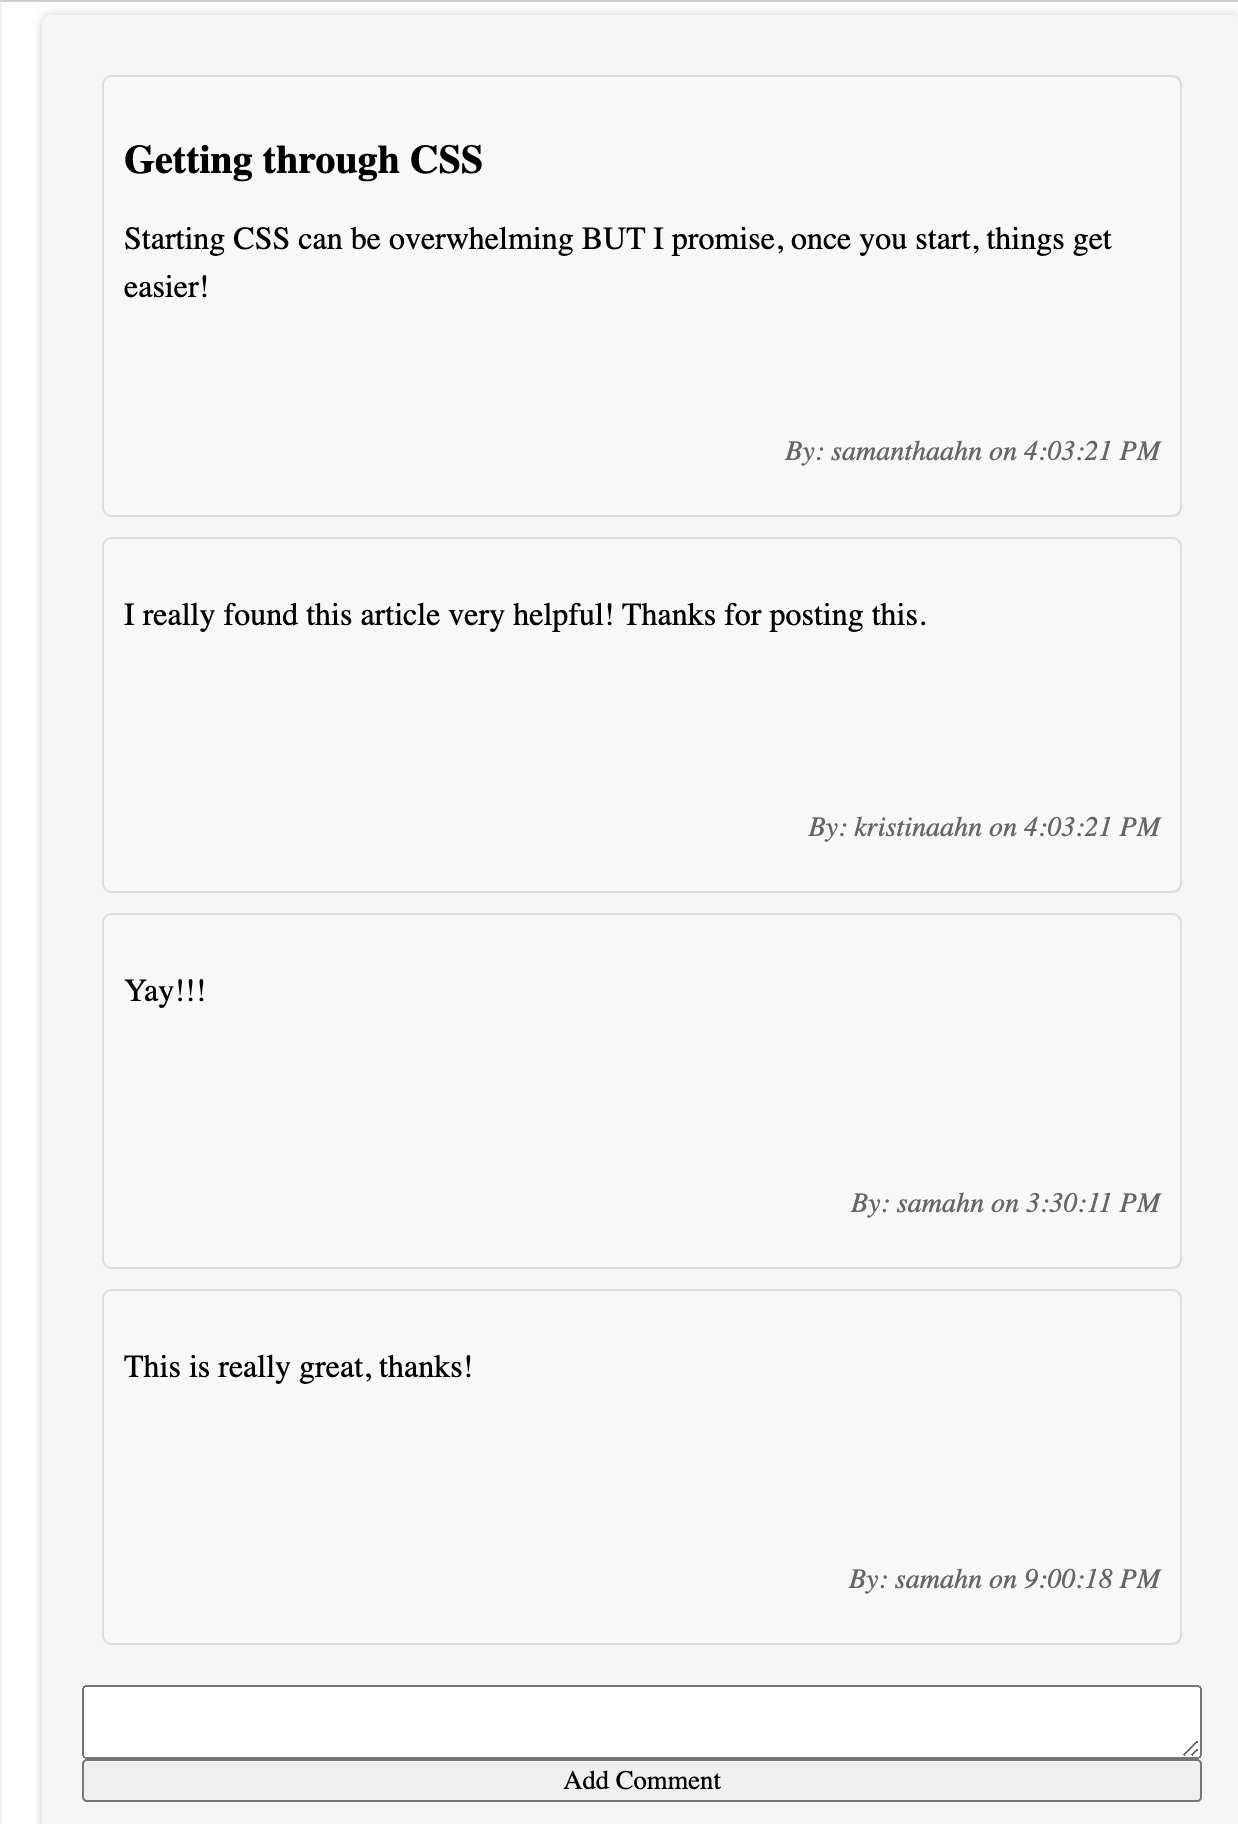 Getting through CSS
Starting CSS can be overwhelming BUT I promise, once you start, things get
easier!
By: samanthaahn on 4:03:21 PM
I really found this article very helpful! Thanks for posting this.
By: kristinaahn on 4:03:21 PM
Yay!!!
By: samahn on 3:30:11 PM
This is really great, thanks!
By: samahn on 9:00:18 PM
Add Comment